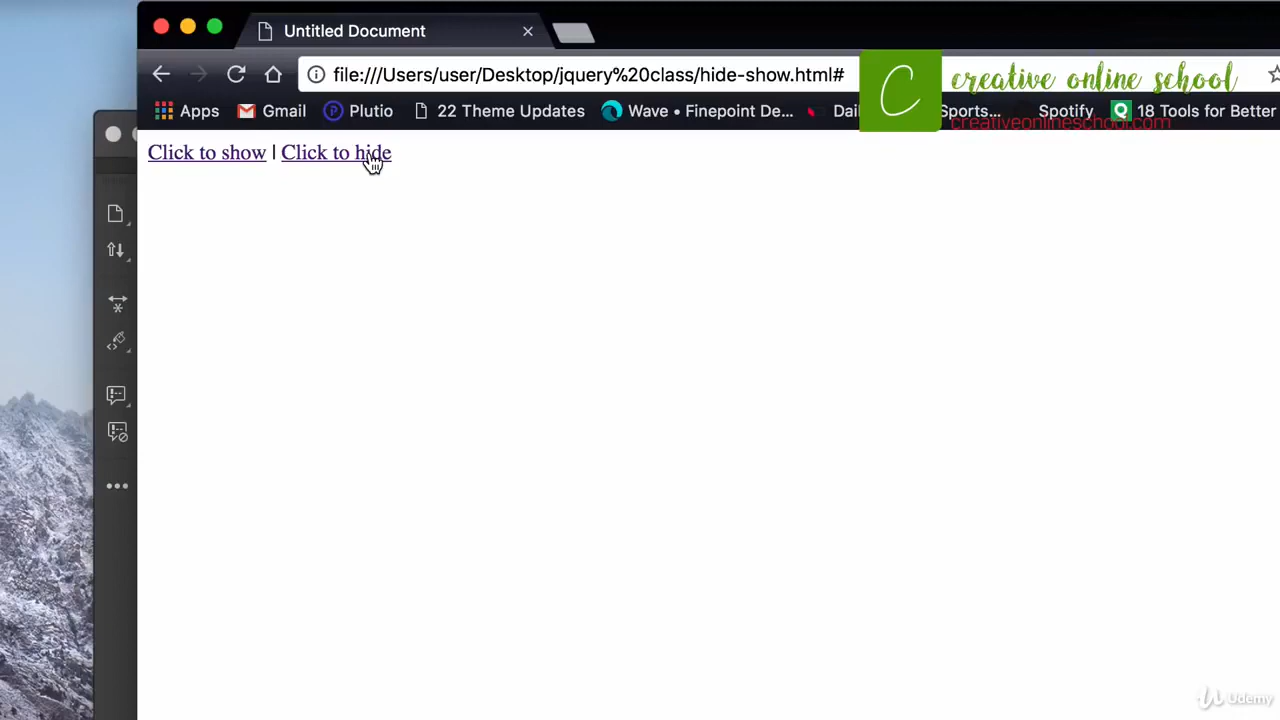 Untitled Document
file:///Users/user/Desktop/jquery%20class/hide-show.html#
C creative online school
Apps Gmail Plutio 22 Theme Updates Wave • Finepoint De... Dail Sports... Spotify 18 Tools for Better
creativeonlineschool.com
Click to show | Click to hide
Udemy